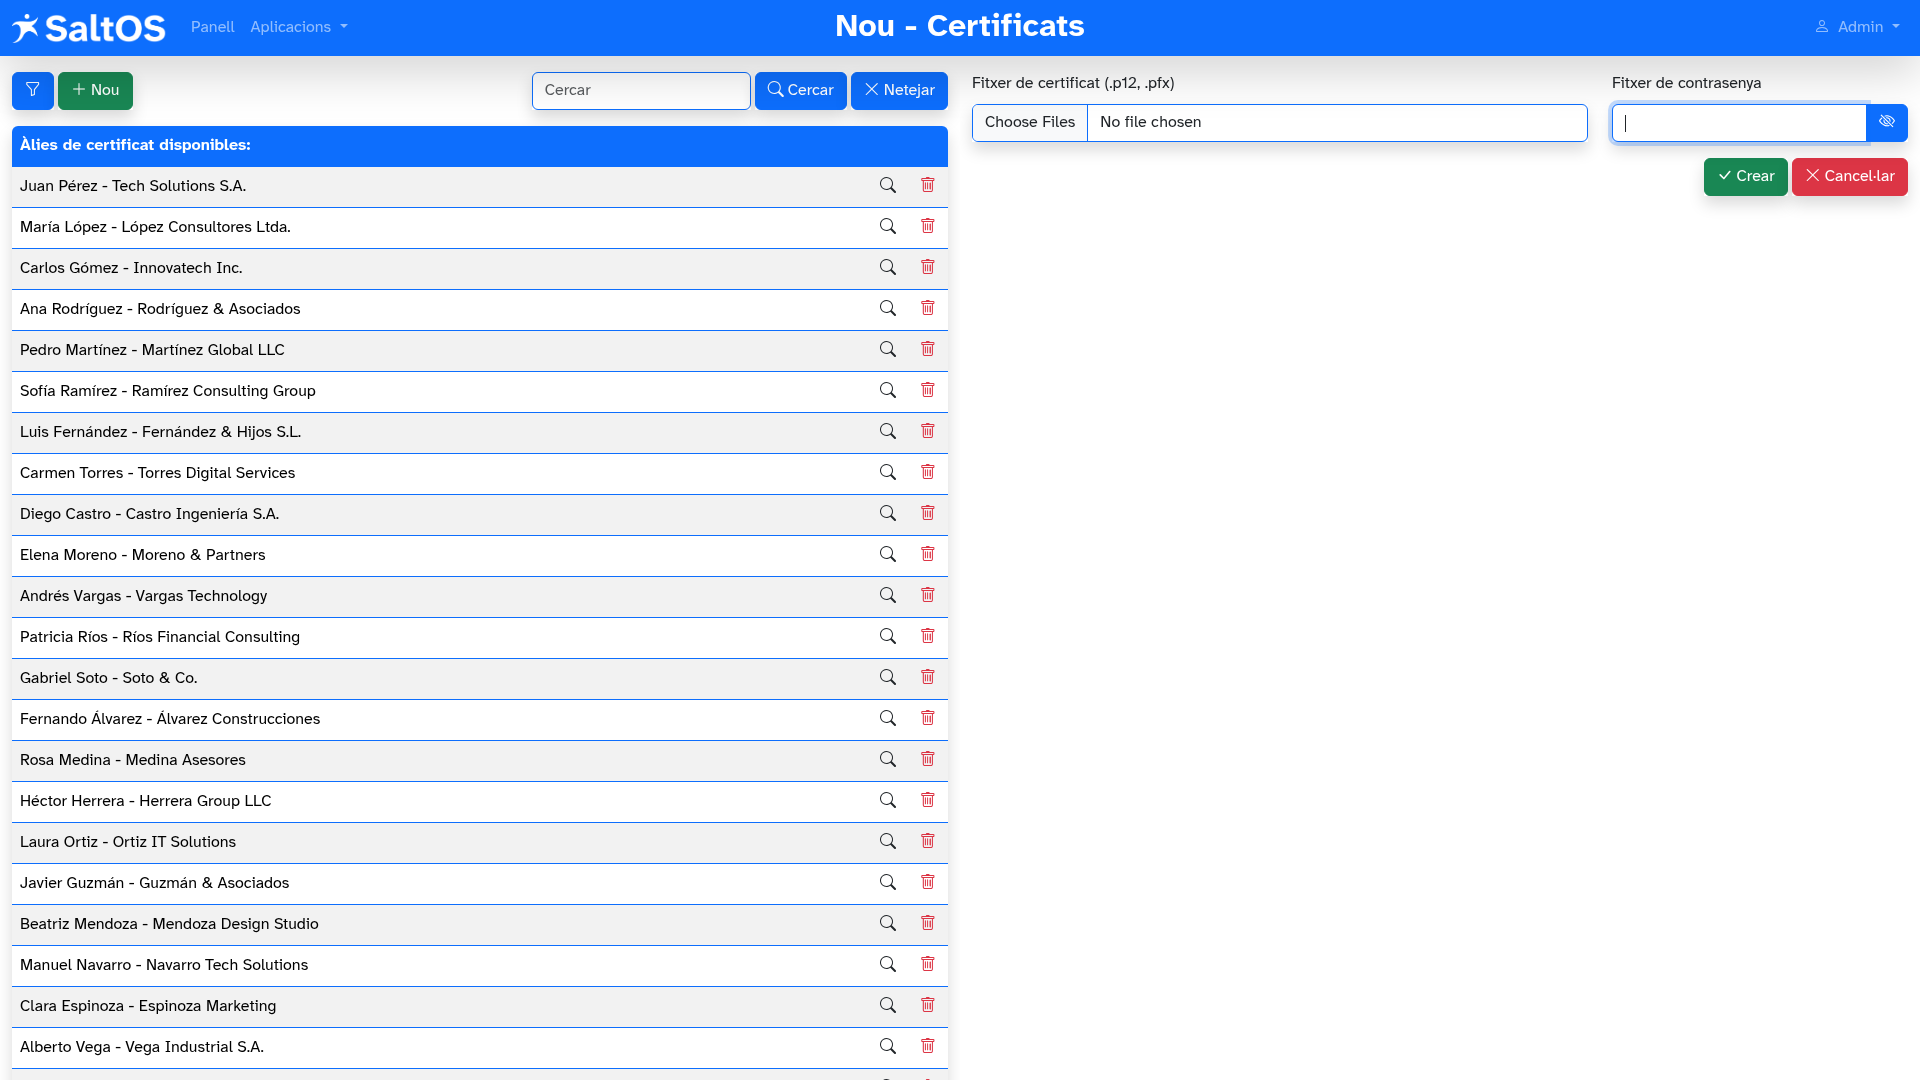 SaltOS Panell Aplicacions Nou - Certificats Admin
Nou Cercar Cercar Netejar
Àlies de certificat disponibles:
Juan Pérez - Tech Solutions S.A.
María López - López Consultores Ltda.
Carlos Gómez - Innovatech Inc.
Ana Rodríguez - Rodríguez & Asociados
Pedro Martínez - Martínez Global LLC
Sofía Ramírez - Ramírez Consulting Group
Luis Fernández - Fernández & Hijos S.L.
Carmen Torres - Torres Digital Services
Diego Castro - Castro Ingeniería S.A.
Elena Moreno - Moreno & Partners
Andrés Vargas - Vargas Technology
Patricia Ríos - Ríos Financial Consulting
Gabriel Soto - Soto & Co.
Fernando Álvarez - Álvarez Construcciones
Rosa Medina - Medina Asesores
Héctor Herrera - Herrera Group LLC
Laura Ortiz - Ortiz IT Solutions
Javier Guzmán - Guzmán & Asociados
Beatriz Mendoza - Mendoza Design Studio
Manuel Navarro - Navarro Tech Solutions
Clara Espinoza - Espinoza Marketing
Alberto Vega - Vega Industrial S.A.
Fitxer de certificat (.p12, .pfx)
Choose Files No file chosen
Fitxer de contrasenya
Crear Cancel·lar